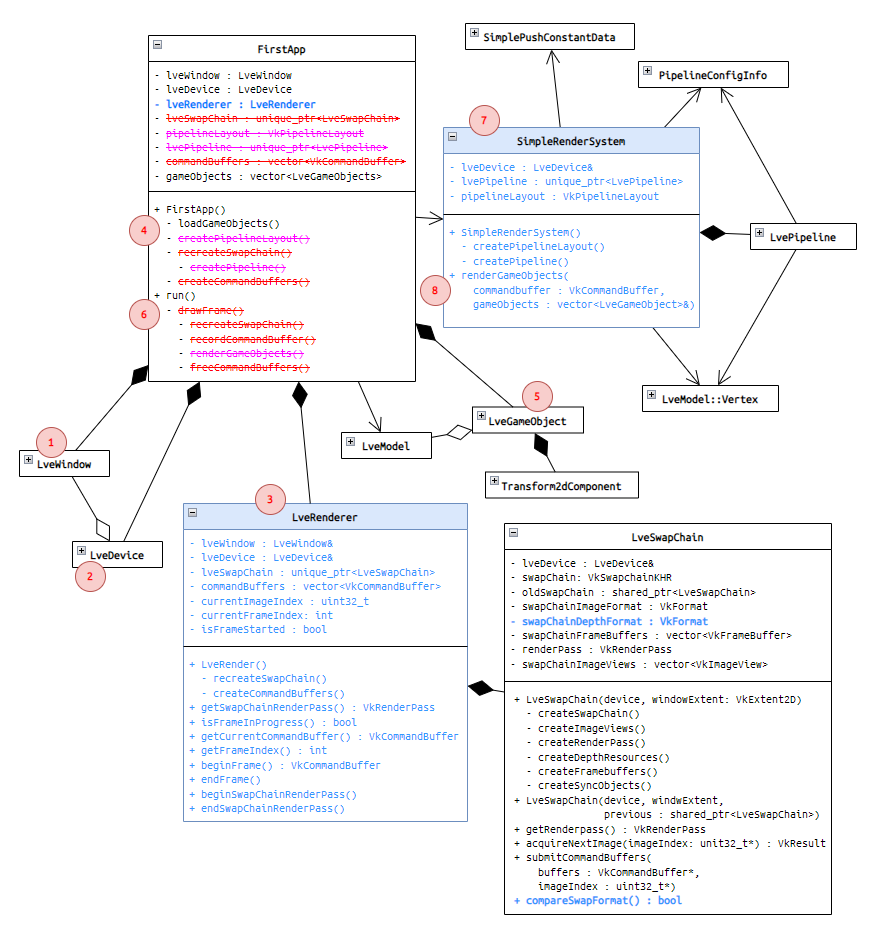 FirstApp
- lveWindow : LveWindow
- lveDevice : LveDevice
- lveRenderer : LveRenderer
- lveSwapChain : unique_ptr<LveSwapChain>
- pipelineLayout : VkPipelineLayout
- lvePipeline : unique_ptr<LvePipeline>
- commandBuffers : vector<VkCommandBuffer>
- gameObjects : vector<LveGameObjects>
+ FirstApp()
- loadGameObjects()
4
- createPipelineLayout()
- recreateSwapChain()
- createPipeline()
- createCommandBuffers()
+ run()
6
- drawFrame()
- recreateSwapChain()
- recordCommandBuffer()
- renderGameObjects()
- freeCommandBuffers()
SimplePushConstantData
PipelineConfigInfo
7
SimpleRenderSystem
- lveDevice : LveDevice&
- lvePipeline : unique_ptr<LvePipeline>
- pipelineLayout : VkPipelineLayout
+ SimpleRenderSystem()
- createPipelineLayout()
- createPipeline()
+ renderGameObjects(
8
commandbuffer : VkCommandBuffer,
gameObjects : vector<LveGameObject>&)
LvePipeline
LveModel::Vertex
5
LveGameObject
LveModel
Transform2dComponent
1
LveWindow
LveDevice
2
3
LveRenderer
- lveWindow : LveWindow&
- lveDevice : LveDevice&
- lveSwapChain : unique_ptr<LveSwapChain>
- commandBuffers : vector<VkCommandBuffer>
- currentImageIndex : uint32_t
- currentFrameIndex: int
- isFrameStarted : bool
+ LveRender()
- recreateSwapChain()
- createCommandBuffers()
+ getSwapChainRenderPass() : VkRenderPass
+ isFrameInProgress() : bool
+ getCurrentCommandBuffer() : VkCommandBuffer
+ getFrameIndex() : int
+ beginFrame() : VkCommandBuffer
+ endFrame()
+ beginSwapChainRenderPass()
+ endSwapChainRenderPass()
LveSwapChain
- lveDevice : LveDevice&
- swapChain: VkSwapchainKHR
- oldSwapChain : shared_ptr<LveSwapChain>
- swapChainImageFormat : VkFormat
- swapChainDepthFormat : VkFormat
- swapChainFrameBuffers : vector<VkFrameBuffer>
- renderPass : VkRenderPass
- swapChainImageViews : vector<VkImageView>
+ LveSwapChain(device, windowExtent: VkExtent2D)
- createSwapChain()
- createImageViews()
- createRenderPass()
- createDepthResources()
- createFramebuffers()
- createSyncObjects()
+ LveSwapChain(device, windwExtent,
previous : shared_ptr<LveSwapChain>)
+ getRenderpass() : VkRenderPass
+ acquireNextImage(imageIndex: unit32_t*) : VkResult
+ submitCommandBuffers(
buffers : VkCommandBuffer*,
imageIndex : uint32_t*)
+ compareSwapFormat() : bool